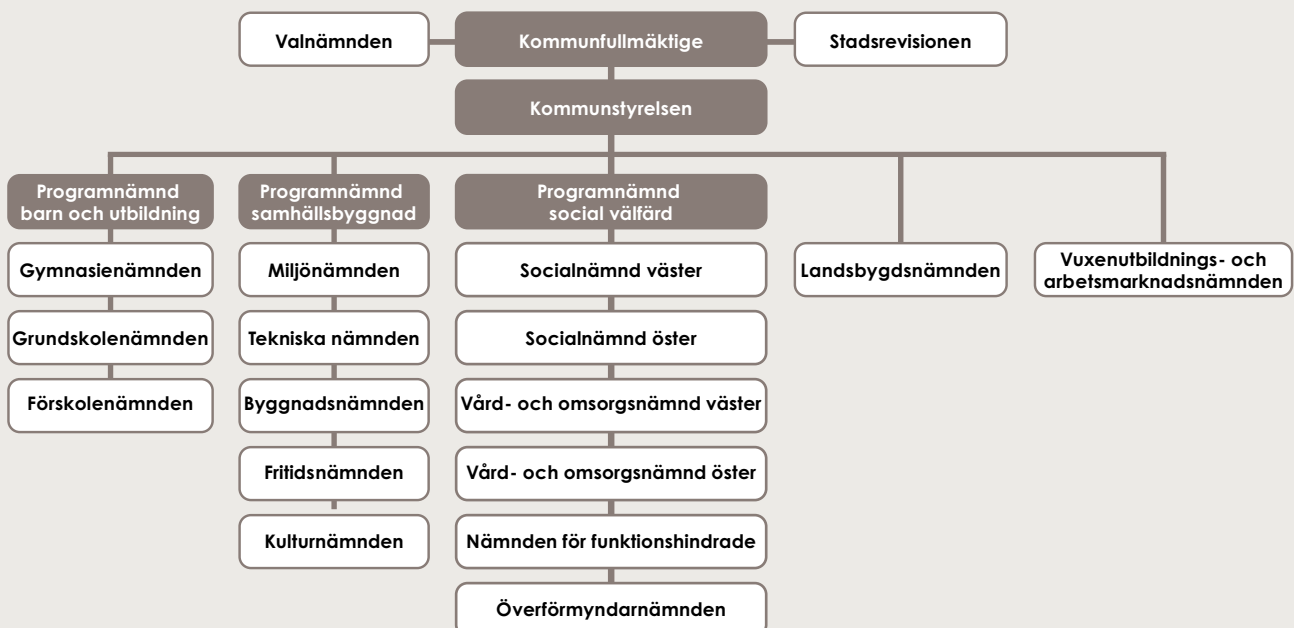 Valnämnden
Kommunfullmäktige
Stadsrevisionen
Kommunstyrelsen
Programnämnd
barn och utbildning
Programnämnd
samhällsbyggnad
Programnämnd
social välfärd
Gymnasienämnden
Miljönämnden
Socialnämnd väster
Landsbygdsnämnden
Vuxenutbildnings- och
arbetsmarknadsnämnden
Grundskolenämnden
Tekniska nämnden
Socialnämnd öster
Förskolenämnden
Byggnadsnämnden
Vård- och omsorgsnämnd väster
Fritidsnämnden
Vård- och omsorgsnämnd öster
Kulturnämnden
Nämnden för funktionshindrade
Överförmyndarnämnden